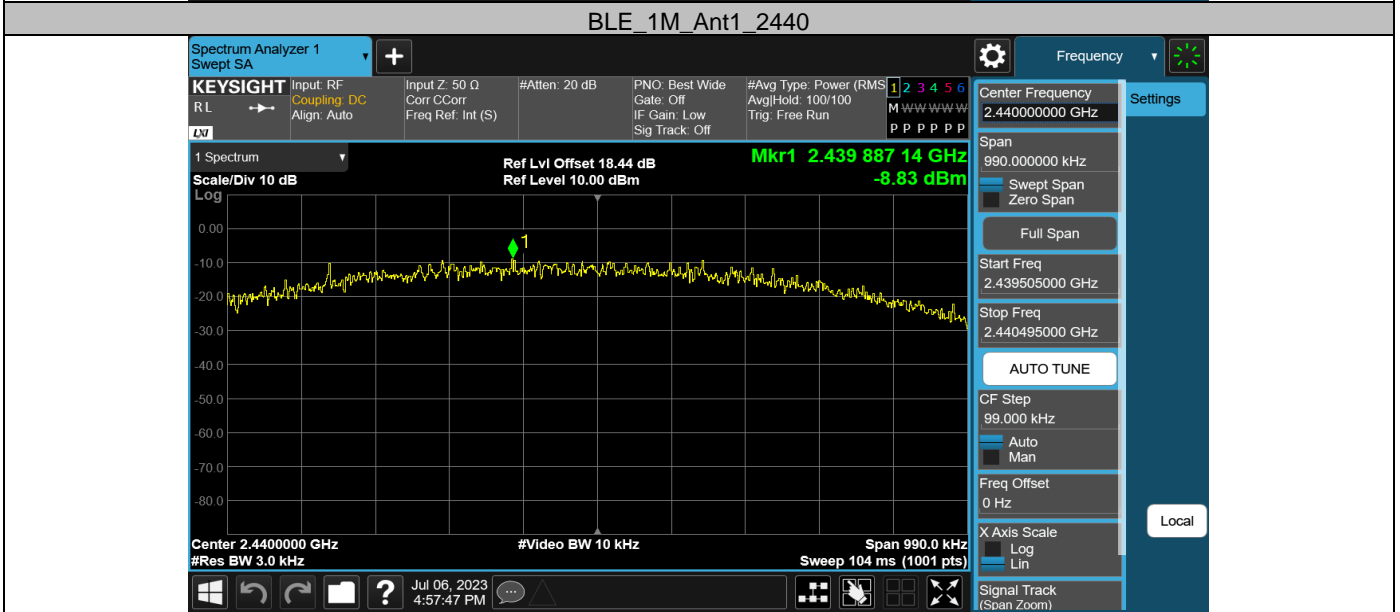 BLE_1M_Ant1_2440
Spectrum Analyzer 1
Swept SA
Frequency
KEYSIGHT
RL
LXI
Input: RF
Coupling: DC
Align: Auto
Input Z: 50 Ω
Corr CCorr
Freq Ref: Int (S)
#Atten: 20 dB
PNO: Best Wide
Gate: Off
IF Gain: Low
Sig Track: Off
#Avg Type: Power (RMS
Avg|Hold: 100/100
Trig: Free Run
1 2 3 4 5 6
M W W W W W
P P P P P P
1 Spectrum
Scale/Div 10 dB
Log
Ref Lvl Offset 18.44 dB
Ref Level 10.00 dBm
Mkr1 2.439 887 14 GHz
-8.83 dBm
1
0.00
-10.0
-20.0
-30.0
-40.0
-50.0
-60.0
-70.0
-80.0
Center 2.4400000 GHz
#Res BW 3.0 kHz
#Video BW 10 kHz
Span 990.0 kHz
Sweep 104 ms (1001 pts)
Center Frequency
2.440000000 GHz
Settings
Span
990.000000 kHz
Swept Span
Zero Span
Full Span
Start Freq
2.439505000 GHz
Stop Freq
2.440495000 GHz
AUTO TUNE
CF Step
99.000 kHz
Auto
Man
Freq Offset
0 Hz
X Axis Scale
Log
Lin
Local
Signal Track
(Span Zoom)
?
Jul 06, 2023
4:57:47 PM